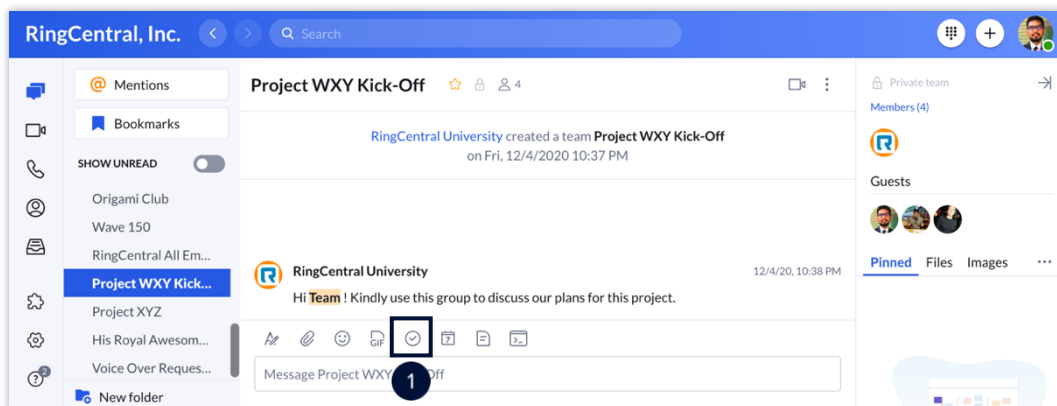 RingCentral, Inc.
Search
Mentions
Bookmarks
SHOW UNREAD
Origami Club
Wave 150
RingCentral All Em...
Project WXY Kick...
Project XYZ
His Royal Awesom...
Voice Over Reques...
New folder
2
Project WXY Kick-Off
4
RingCentral University created a team Project WXY Kick-Off
on Fri, 12/4/2020 10:37 PM
RingCentral University
12/4/20, 10:38 PM
Hi Team ! Kindly use this group to discuss our plans for this project.
GIF
7
Message Project WXY Off
1
Private team
Members (4)
Guests
Pinned Files Images